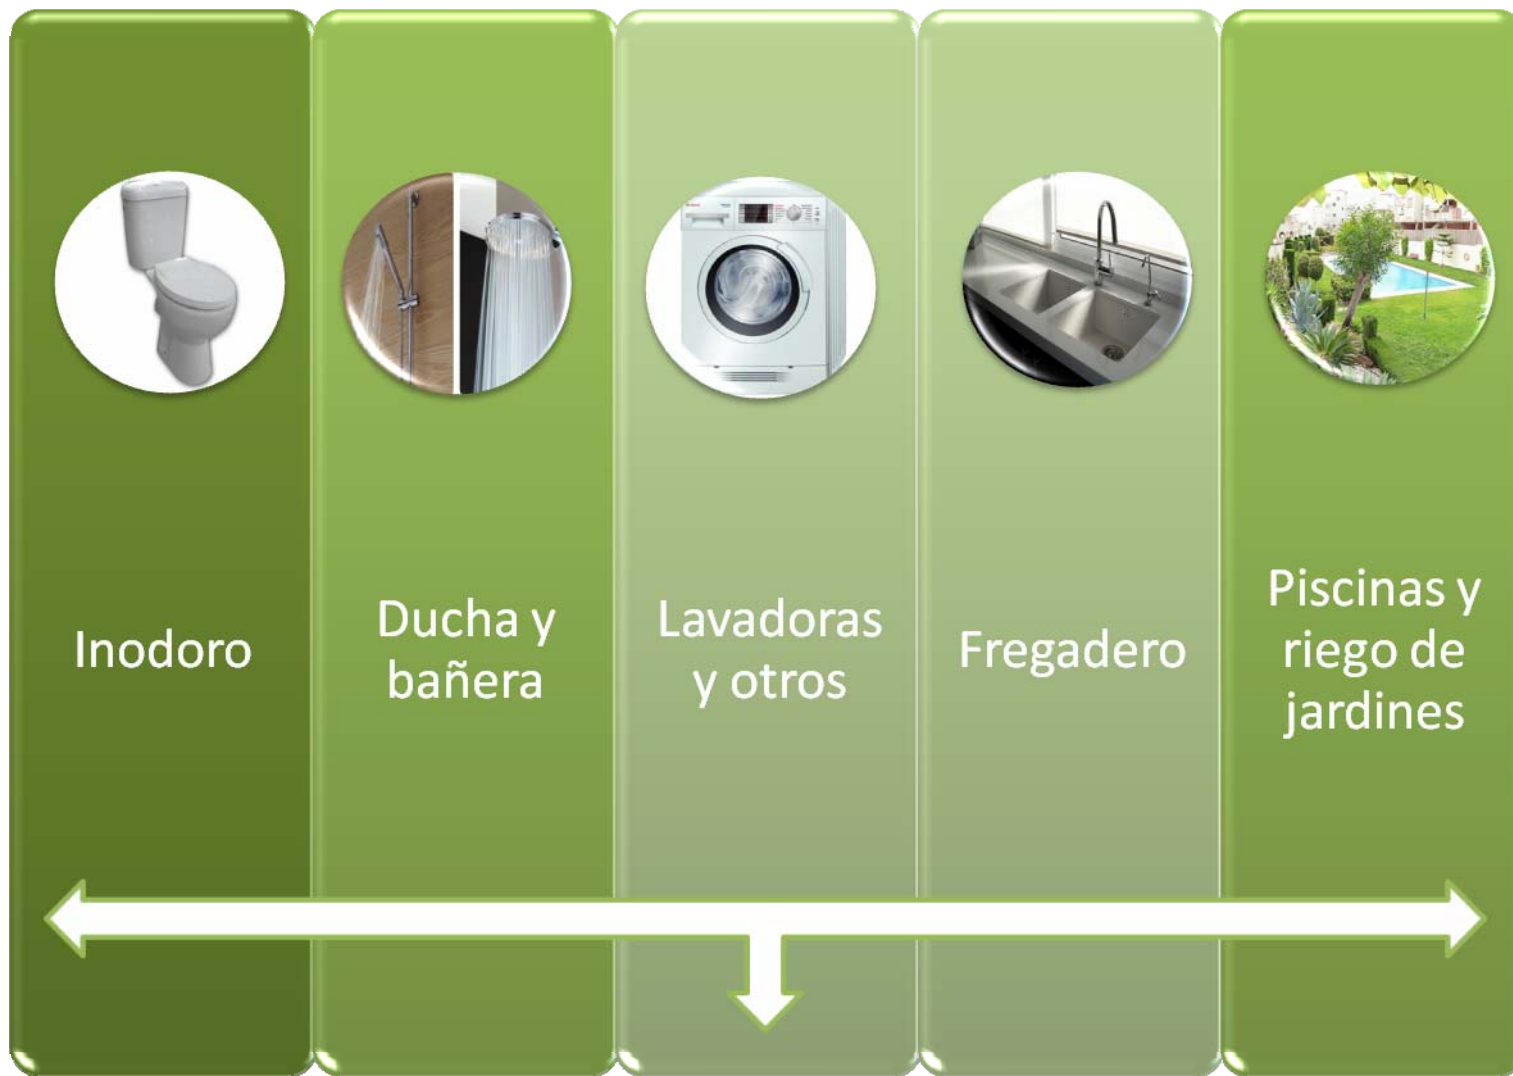 Inodoro
Ducha y
bañera
Lavadoras
y otros
Fregadero
Piscinas y
riego de
jardines